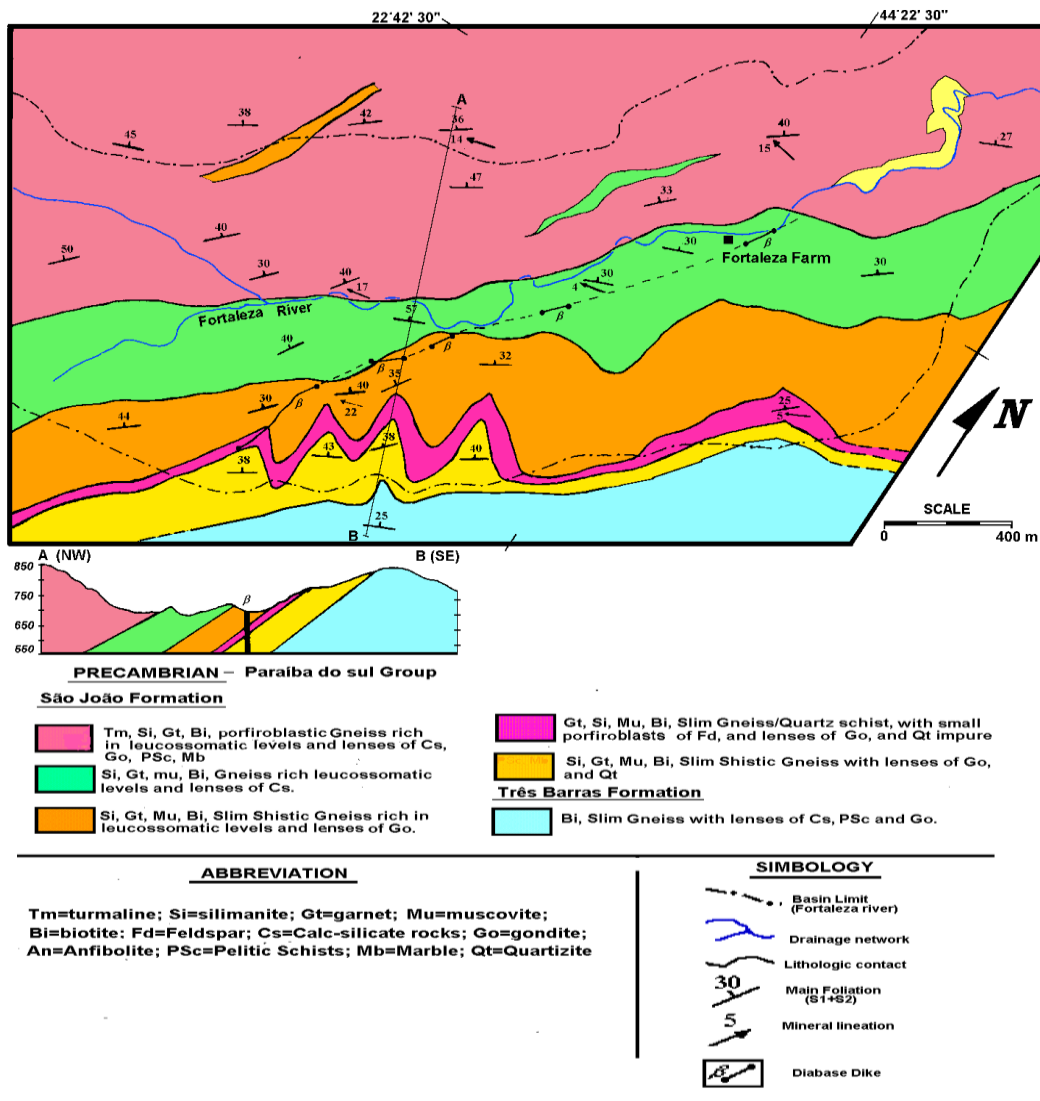 22°42' 30"
44°22' 30"
A
38
42
36
14
45
40
15
27
47
33
40
50
30
40
17
30
β
Fortaleza Farm
30
4
30
Fortaleza River
57
β
40
β
32
β
35
40
22
β
30
44
25
5
38
43
38
40
25
B
N
SCALE
0 400 m
A (NW) B (SE)
850
750
650
660
β
PRECAMBRIAN – Paraíba do sul Group
São João Formation
Tm, Si, Gt, Bi, porfiroblastic Gneiss rich
in leucossomatic levels and lenses of Cs,
Go, PSc, Mb
Si, Gt, mu, Bi, Gneiss rich leucossomatic
levels and lenses of Cs.
Si, Gt, Mu, Bi, Slim Shistic Gneiss rich in
leucossomatic levels and lenses of Go.
Gt, Si, Mu, Bi, Slim Gneiss/Quartz schist, with small
porfiroblasts of Fd, and lenses of Go, and Qt impure
Si, Gt, Mu, Bi, Slim Shistic Gneiss with lenses of Go,
and Qt
Três Barras Formation
Bi, Slim Gneiss with lenses of Cs, PSc and Go.
ABBREVIATION
Tm=turmaline; Si=silimanite; Gt=garnet; Mu=muscovite;
Bi=biotite: Fd=Feldspar; Cs=Calc-silicate rocks; Go=gondite;
An=Anfibolite; PSc=Pelitic Schists; Mb=Marble; Qt=Quartizite
SIMBOLOGY
Basin Limit
(Fortaleza river)
Drainage network
Lithologic contact
30
Main Foliation
(S1+S2)
5
Mineral lineation
β
Diabase Dike